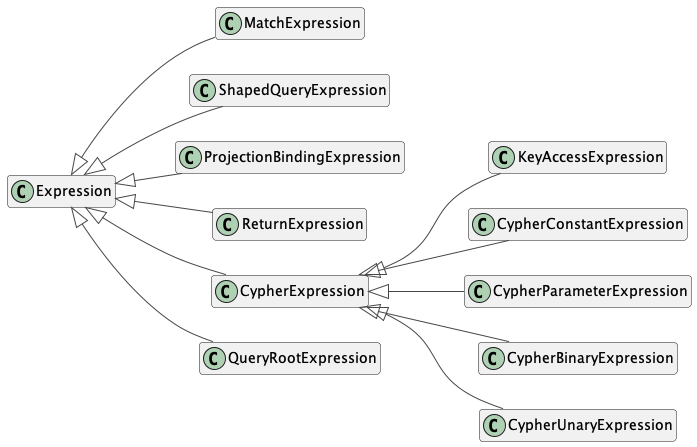 C MatchExpression
C ShapedQueryExpression
C ProjectionBindingExpression
C KeyAccessExpression
C Expression
C ReturnExpression
C CypherConstantExpression
C CypherExpression
C CypherParameterExpression
C QueryRootExpression
C CypherBinaryExpression
C CypherUnaryExpression